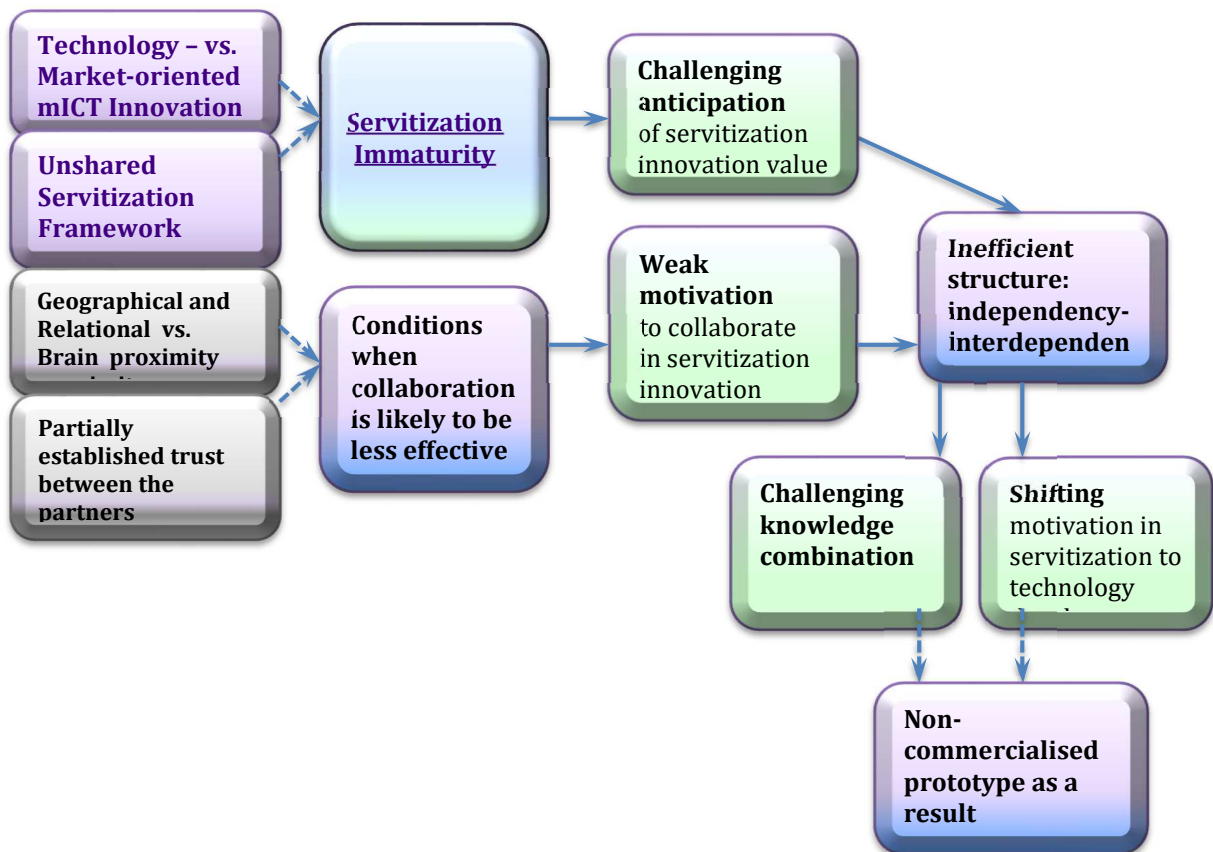 Technology – vs.
Market-oriented
mICT Innovation
Unshared
Servitization
Framework
Geographical and
Relational vs.
Brain proximity
Partially
established trust
between the
partners
Servitization
Immaturity
Conditions
when
collaboration
is likely to be
less effective
Challenging
anticipation
of servitization
innovation value
Weak
motivation
to collaborate
in servitization
innovation
Inefficient
structure:
independency-
interdependen
Challenging
knowledge
combination
Shifting
motivation in
servitization to
technology
Non-
commercialised
prototype as a
result